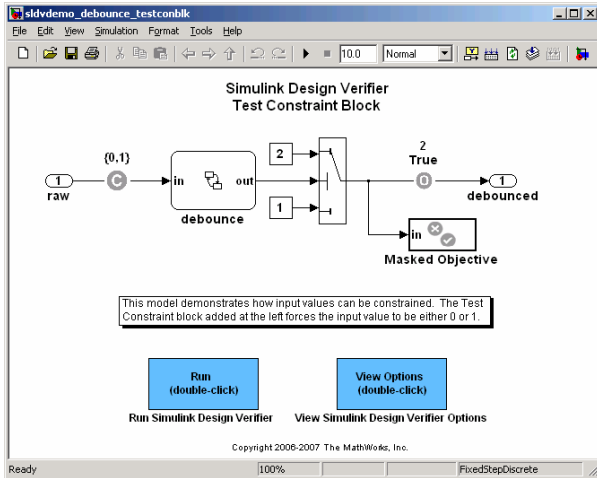 sldvdemo_debounce_testconblk
File Edit View Simulation Format Tools Help
10.0 Normal
Simulink Design Verifier
Test Constraint Block
{0,1}
1
raw
C
in out
debounce
2
1
2
True
O
1
debounced
in
Masked Objective
This model demonstrates how input values can be constrained. The Test
Constraint block added at the left forces the input value to be either 0 or 1.
Run
(double-click)
Run Simulink Design Verifier
View Options
(double-click)
View Simulink Design Verifier Options
Copyright 2006-2007 The MathWorks, Inc.
Ready 100% FixedStepDiscrete